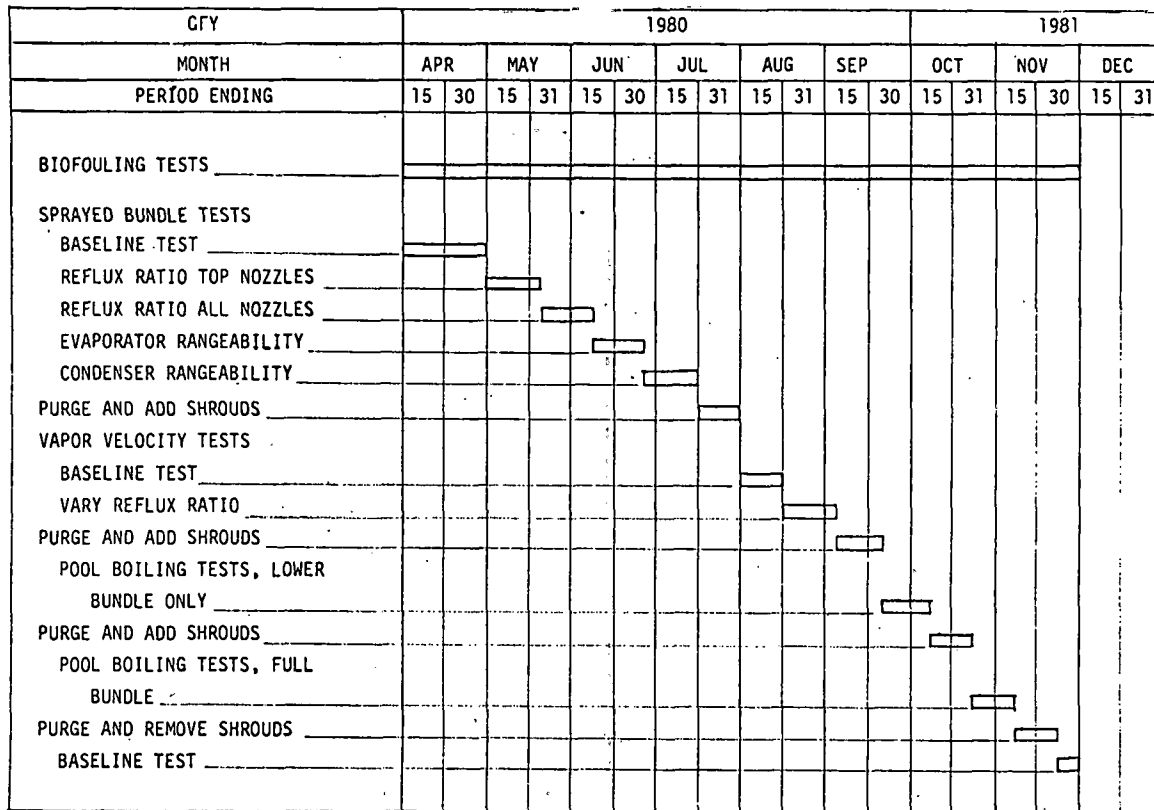 GFY 1980 1981
MONTH APR MAY JUN JUL AUG SEP OCT NOV DEC
PERIOD ENDING 15 30 15 31 15 30 15 31 15 31 15 30 15 31 15 30 15 31
BIOFOULING TESTS
SPRAYED BUNDLE TESTS
BASELINE TEST
REFLUX RATIO TOP NOZZLES
REFLUX RATIO ALL NOZZLES
EVAPORATOR RANGEABILITY
CONDENSER RANGEABILITY
PURGE AND ADD SHROUDS
VAPOR VELOCITY TESTS
BASELINE TEST
VARY REFLUX RATIO
PURGE AND ADD SHROUDS
POOL BOILING TESTS, LOWER
BUNDLE ONLY
PURGE AND ADD SHROUDS
POOL BOILING TESTS, FULL
BUNDLE
PURGE AND REMOVE SHROUDS
BASELINE TEST